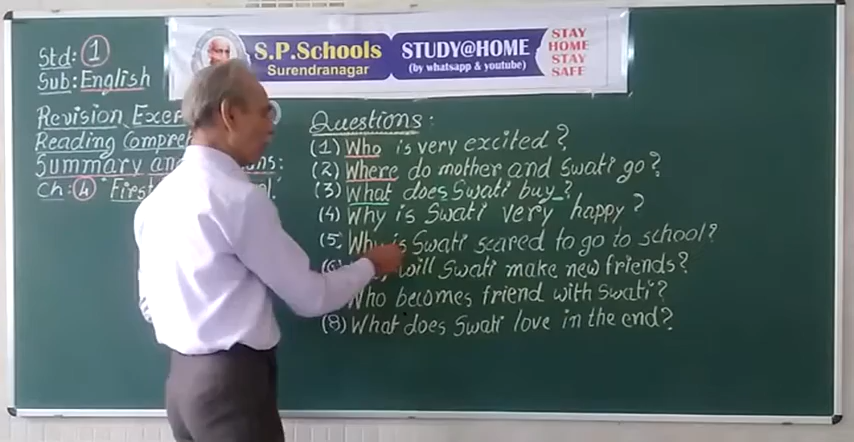 S.P.Schools
Surendranagar
STUDY@HOME
(by whatsapp & youtube)
STAY
HOME
STAY
SAFE
Std: 1
Sub: English
Revision
Reading
Summary
Ch: 4
Questions:
(1) Who is very excited?
(2) Where do mother and Swati go?
(3) What does Swati buy?
(4) Why is Swati very happy?
(5) Why is Swati scared to go to school?
will Swati make new friends?
Who becomes friend with Swati?
(8) What does Swati love in the end?